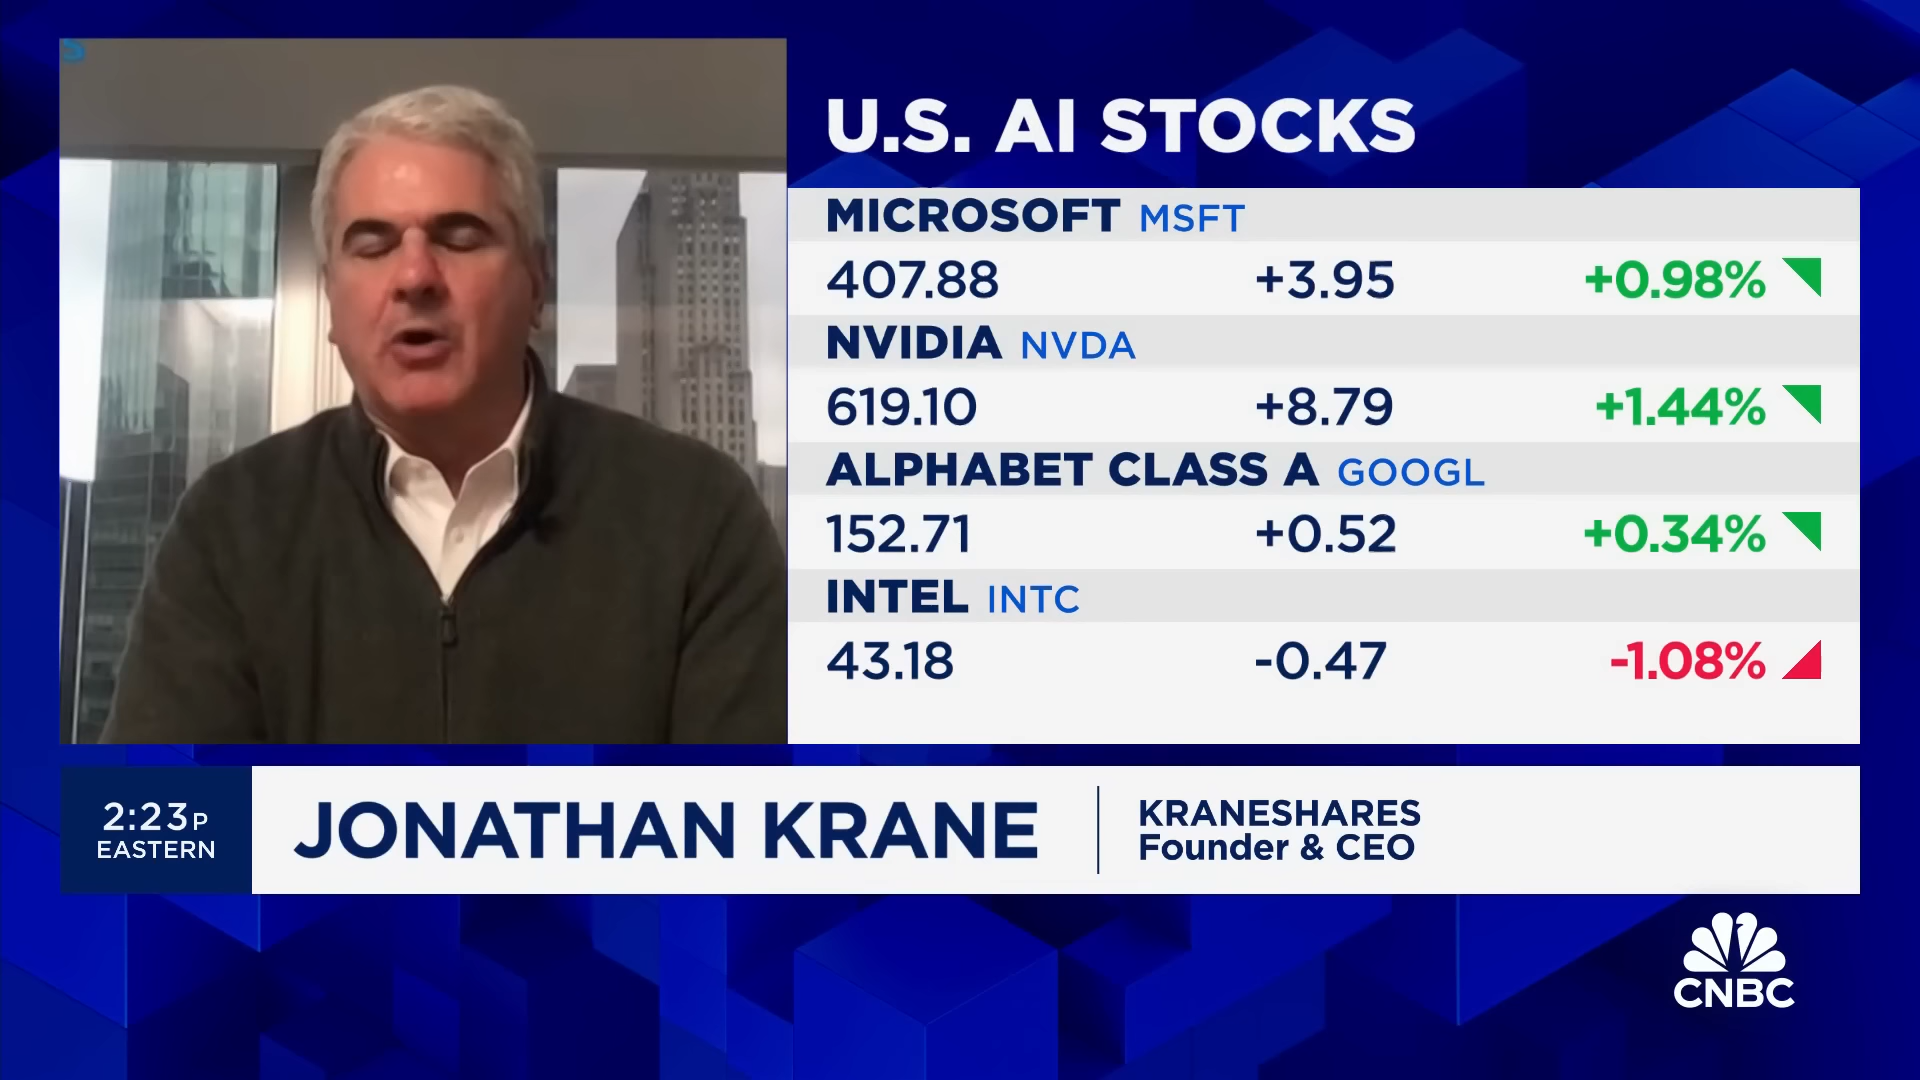 U.S. AI STOCKS
MICROSOFT MSFT
407.88 +3.95 +0.98%
NVIDIA NVDA
619.10 +8.79 +1.44%
ALPHABET CLASS A GOOGL
152.71 +0.52 +0.34%
INTEL INTC
43.18 -0.47 -1.08%
2:23P
EASTERN
JONATHAN KRANE
KRANESHARES
Founder & CEO
CNBC